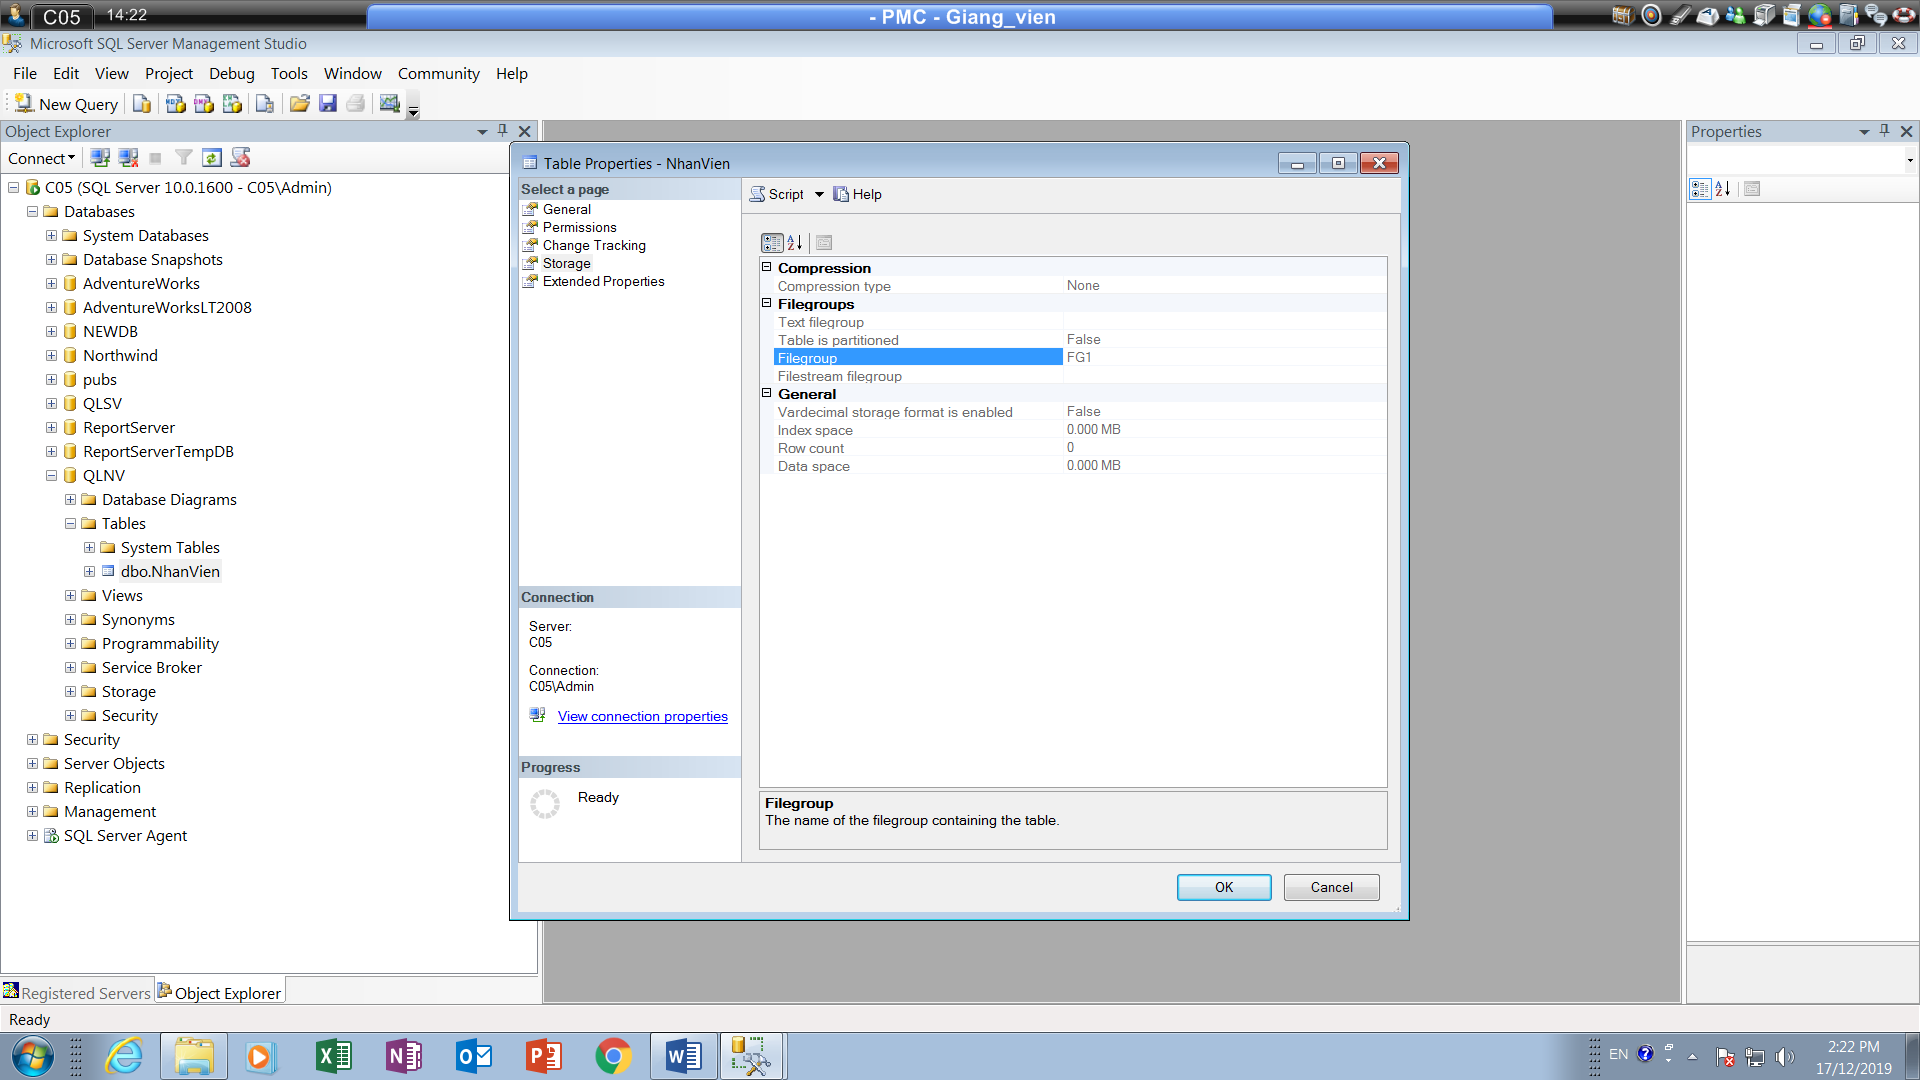 C05
14:22
- PMC - Giang_vien
Microsoft SQL Server Management Studio
File Edit View Project Debug Tools Window Community Help
New Query
Object Explorer
Connect
C05 (SQL Server 10.0.1600 - C05\Admin)
Databases
System Databases
Database Snapshots
AdventureWorks
AdventureWorksLT2008
NEWDB
Northwind
pubs
QLSV
ReportServer
ReportServerTempDB
QLNV
Database Diagrams
Tables
System Tables
dbo.NhanVien
Views
Synonyms
Programmability
Service Broker
Storage
Security
Security
Server Objects
Replication
Management
SQL Server Agent
Registered Servers
Object Explorer
Ready
Table Properties - NhanVien
Select a page
General
Permissions
Change Tracking
Storage
Extended Properties
Connection
Server:
C05
Connection:
C05\Admin
View connection properties
Progress
Ready
Script
Help
Compression
Compression type None
Filegroups
Text filegroup
Table is partitioned False
Filegroup FG1
Filestream filegroup
General
Vardecimal storage format is enabled False
Index space 0.000 MB
Row count 0
Data space 0.000 MB
Filegroup
The name of the filegroup containing the table.
OK
Cancel
Properties
EN
2:22 PM
17/12/2019